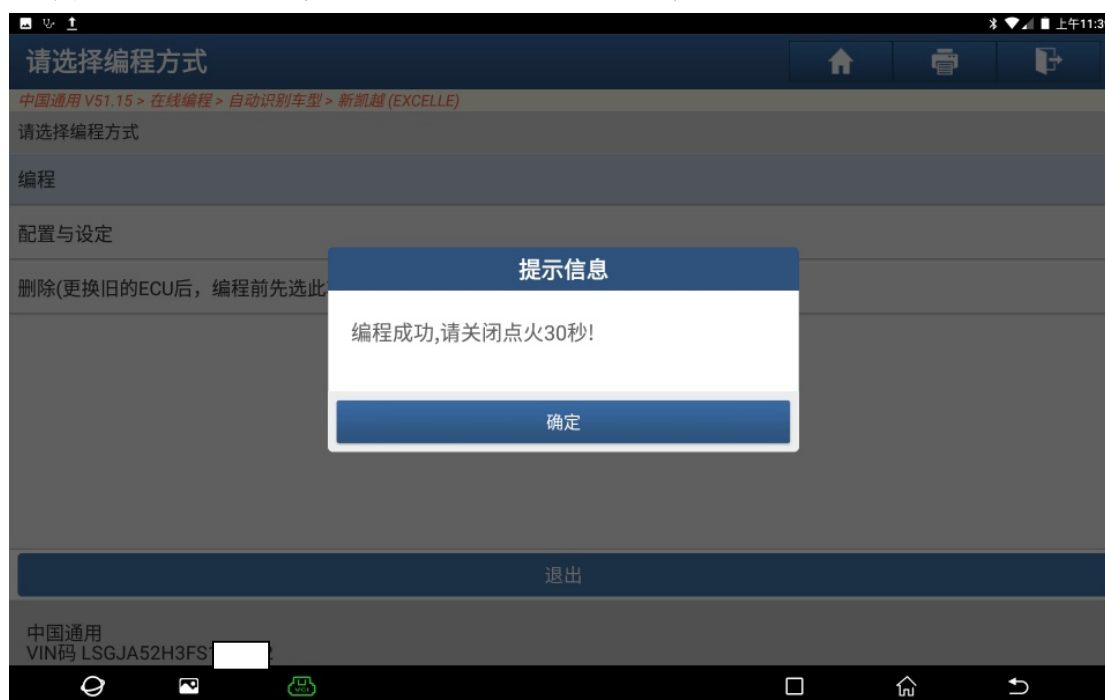 上午11:3
请选择编程方式
中国通用 V51.15 > 在线编程 > 自动识别车型 > 新凯越 (EXCELLE)
请选择编程方式
编程
配置与设定
删除(更换旧的ECU后，编程前先选此
提示信息
编程成功,请关闭点火30秒!
确定
退出
中国通用
VIN码 LSGJA52H3FS
VCI